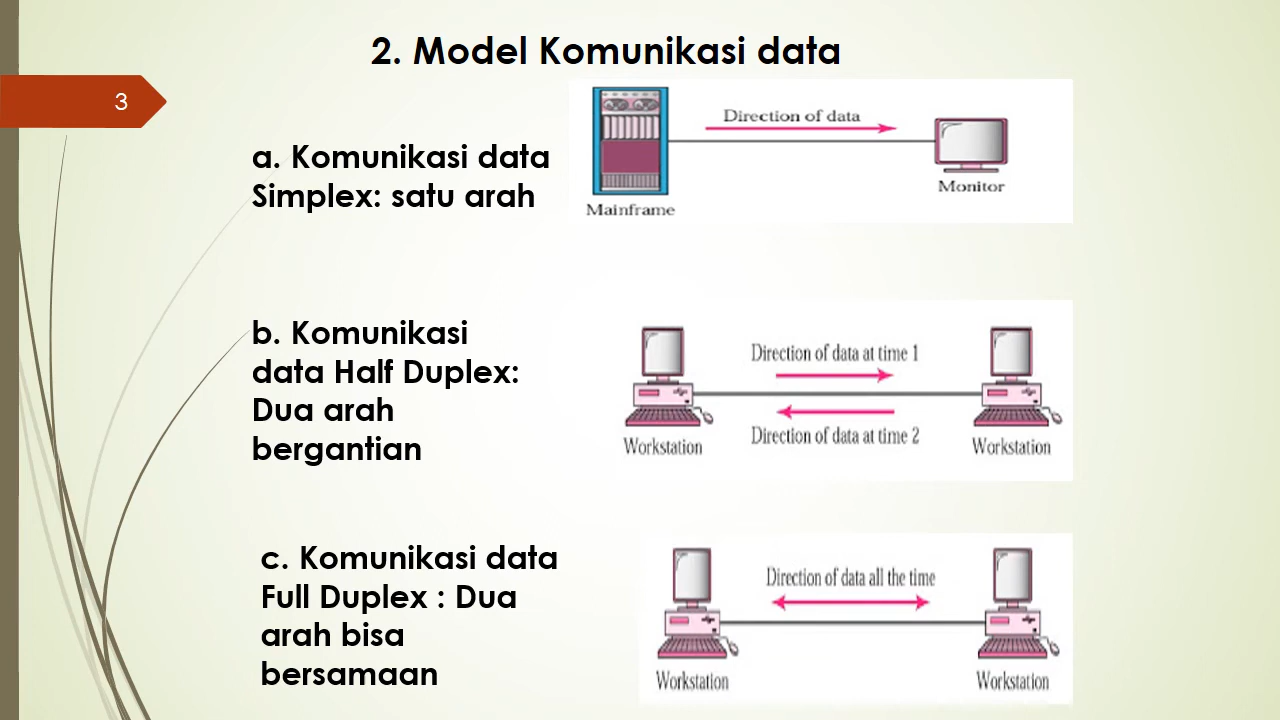 2. Model Komunikasi data
3
a. Komunikasi data
Simplex: satu arah
Direction of data
Monitor
Mainframe
b. Komunikasi
data Half Duplex:
Dua arah
bergantian
Direction of data at time 1
Direction of data at time 2
Workstation
Workstation
c. Komunikasi data
Full Duplex : Dua
arah bisa
bersamaan
Direction of data all the time
Workstation
Workstation